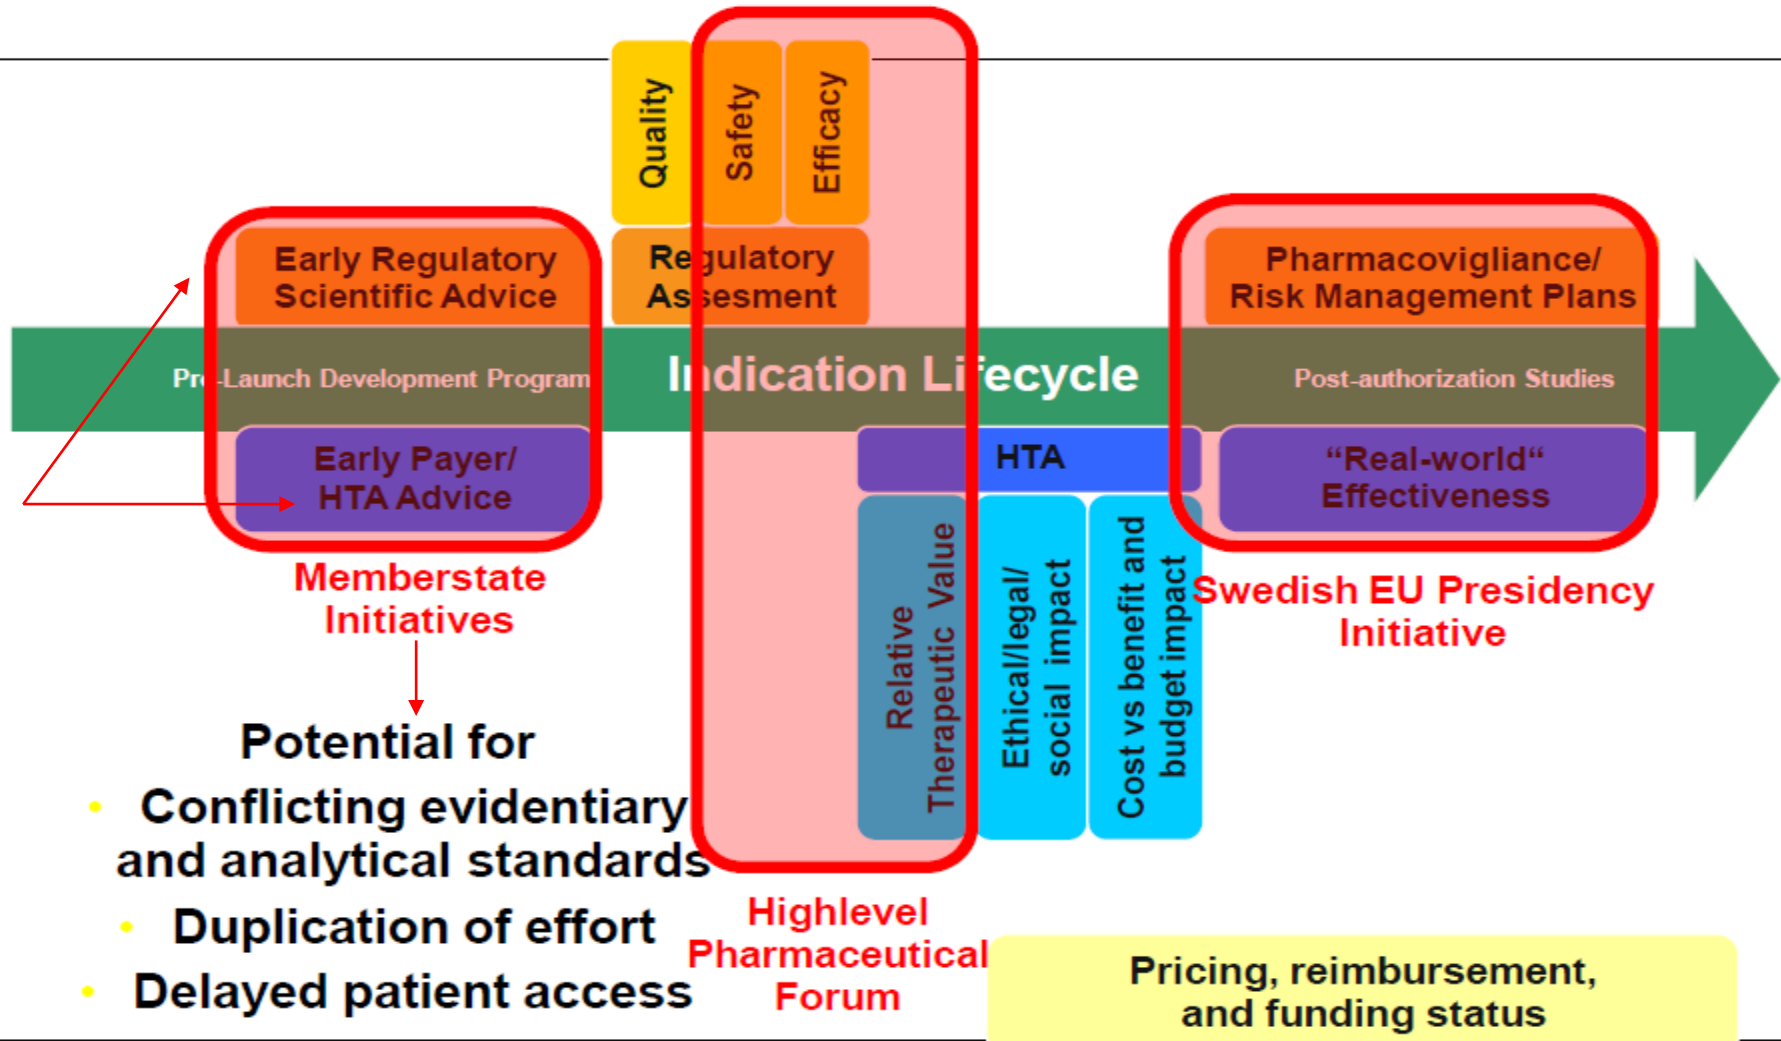 Quality
Safety
Efficacy
Early Regulatory
Scientific Advice
Regulatory
Assesment
Pharmacovigliance/
Risk Management Plans
Pre-Launch Development Program
Indication Lifecycle
Post-authorization Studies
Early Payer/
HTA Advice
HTA
“Real-world“
Effectiveness
Relative
Therapeutic Value
Ethical/legal/
social impact
Cost vs benefit and
budget impact
Memberstate
Initiatives
Swedish EU Presidency
Initiative
Potential for
• Conflicting evidentiary
and analytical standards
• Duplication of effort
• Delayed patient access
Highlevel
Pharmaceutical
Forum
Pricing, reimbursement,
and funding status